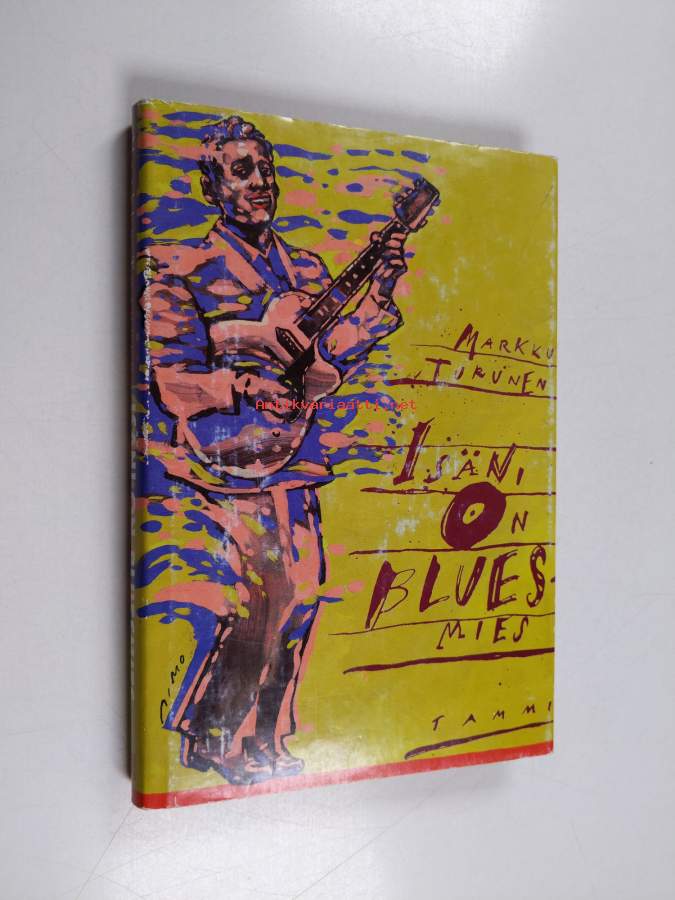 MARKKU
TURUNEN
Antikvariaatti.net
ISÄNI
ON
BLUES-
MIES
TAMMI